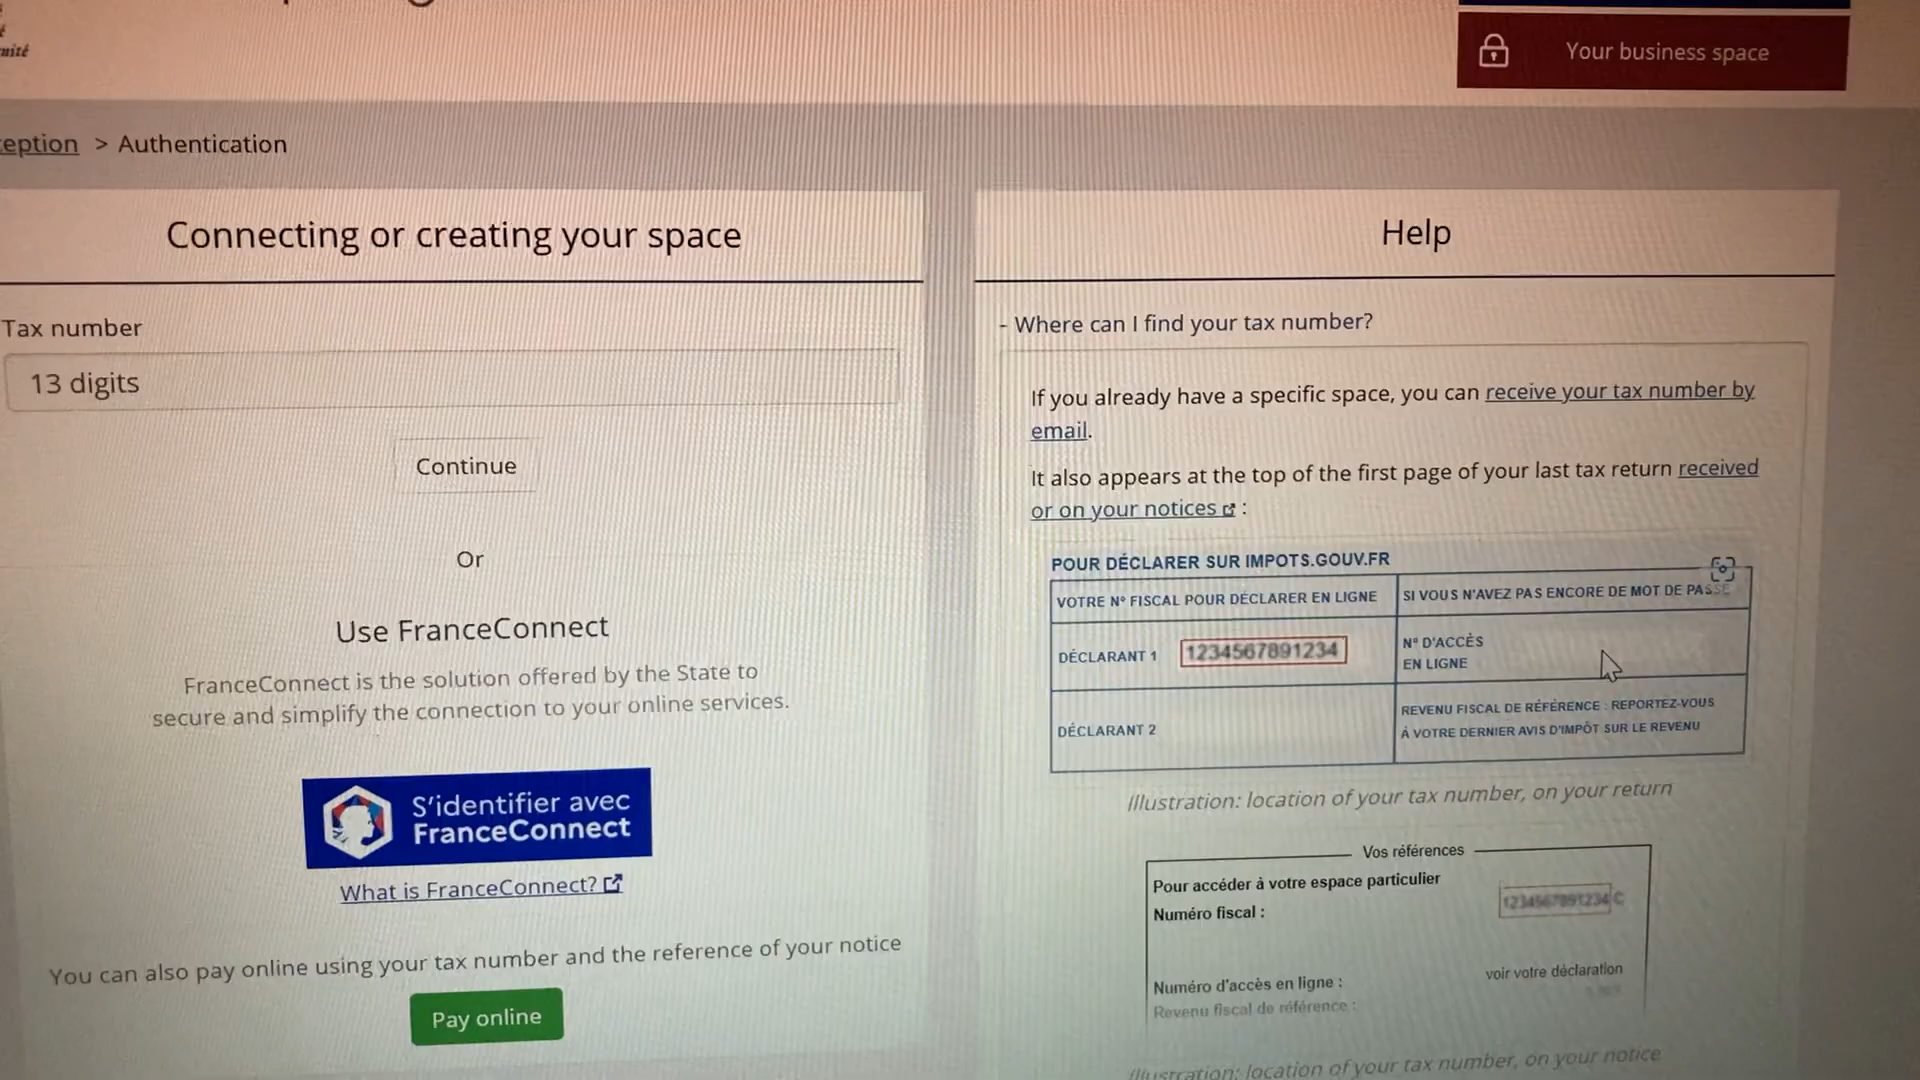 nité
Your business space
eption > Authentication
Connecting or creating your space
Tax number
13 digits
Continue
Or
Use FranceConnect
FranceConnect is the solution offered by the State to
secure and simplify the connection to your online services.
S'identifier avec
FranceConnect
What is FranceConnect?
You can also pay online using your tax number and the reference of your notice
Pay online
Help
- Where can I find your tax number?
If you already have a specific space, you can receive your tax number by
email.
It also appears at the top of the first page of your last tax return received
or on your notices :
POUR DÉCLARER SUR IMPOTS.GOUV.FR
VOTRE N° FISCAL POUR DÉCLARER EN LIGNE
SI VOUS N'AVEZ PAS ENCORE DE MOT DE PASSE
DÉCLARANT 1
1234567891234
N° D'ACCÈS
EN LIGNE
DÉCLARANT 2
REVENU FISCAL DE RÉFÉRENCE : REPORTEZ-VOUS
À VOTRE DERNIER AVIS D'IMPÔT SUR LE REVENU
Illustration: location of your tax number, on your return
Vos références
Pour accéder à votre espace particulier
Numéro fiscal :
1234567891234 C
Numéro d'accès en ligne :
voir votre déclaration
Revenu fiscal de référence :
Illustration: location of your tax number, on your notice